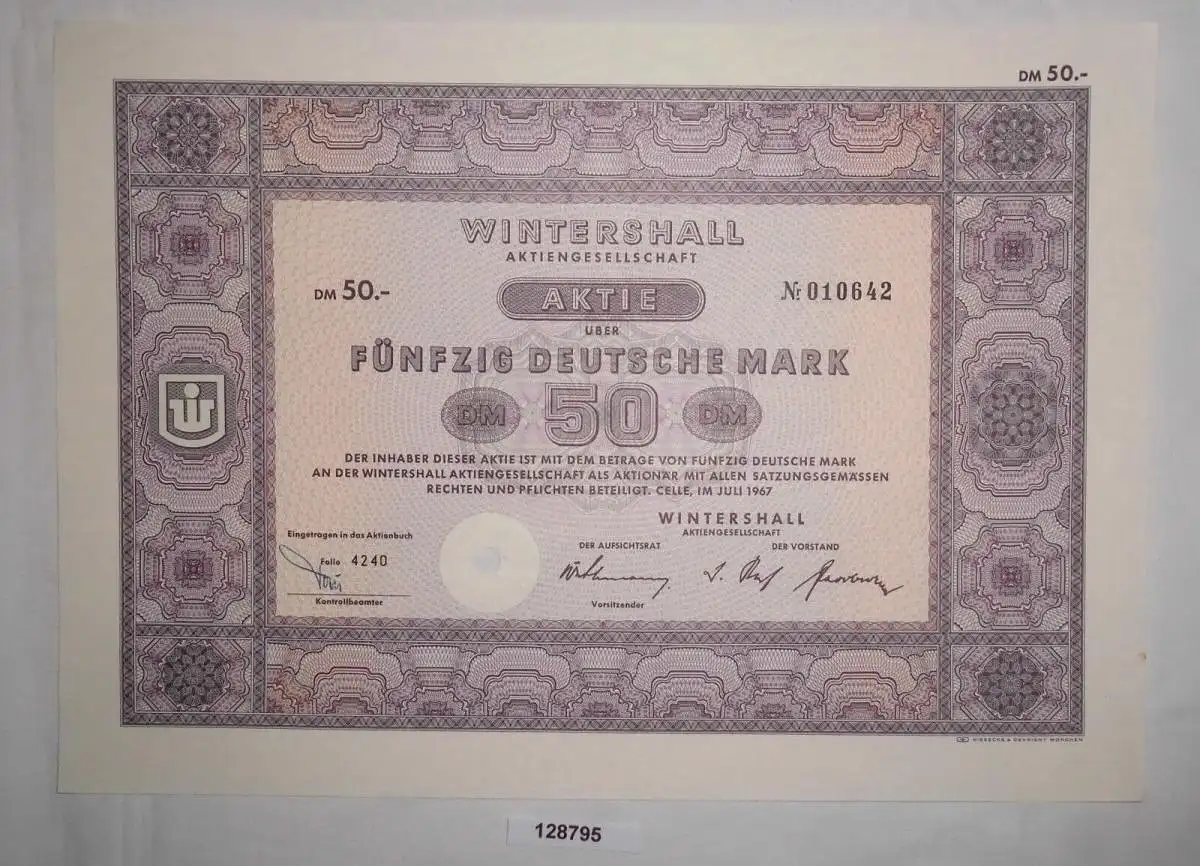 DM 50.-
WINTERSHALL
AKTIENGESELLSCHAFT
DM 50.-
AKTIE
№ 010642
ÜBER
FÜNFZIG DEUTSCHE MARK
DM 50 DM
DER INHABER DIESER AKTIE IST MIT DEM BETRAGE VON FÜNFZIG DEUTSCHE MARK
AN DER WINTERSHALL AKTIENGESELLSCHAFT ALS AKTIONÄR MIT ALLEN SATZUNGSGEMÄSSEN
RECHTEN UND PFLICHTEN BETEILIGT. CELLE, IM JULI 1967
WINTERSHALL
AKTIENGESELLSCHAFT
Eingetragen in das Aktienbuch
Folio 4240
Kontrollbeamter
DER AUFSICHTSRAT
DER VORSTAND
Vorsitzender
GIESECKE & DEVRIENT MÜNCHEN
128795